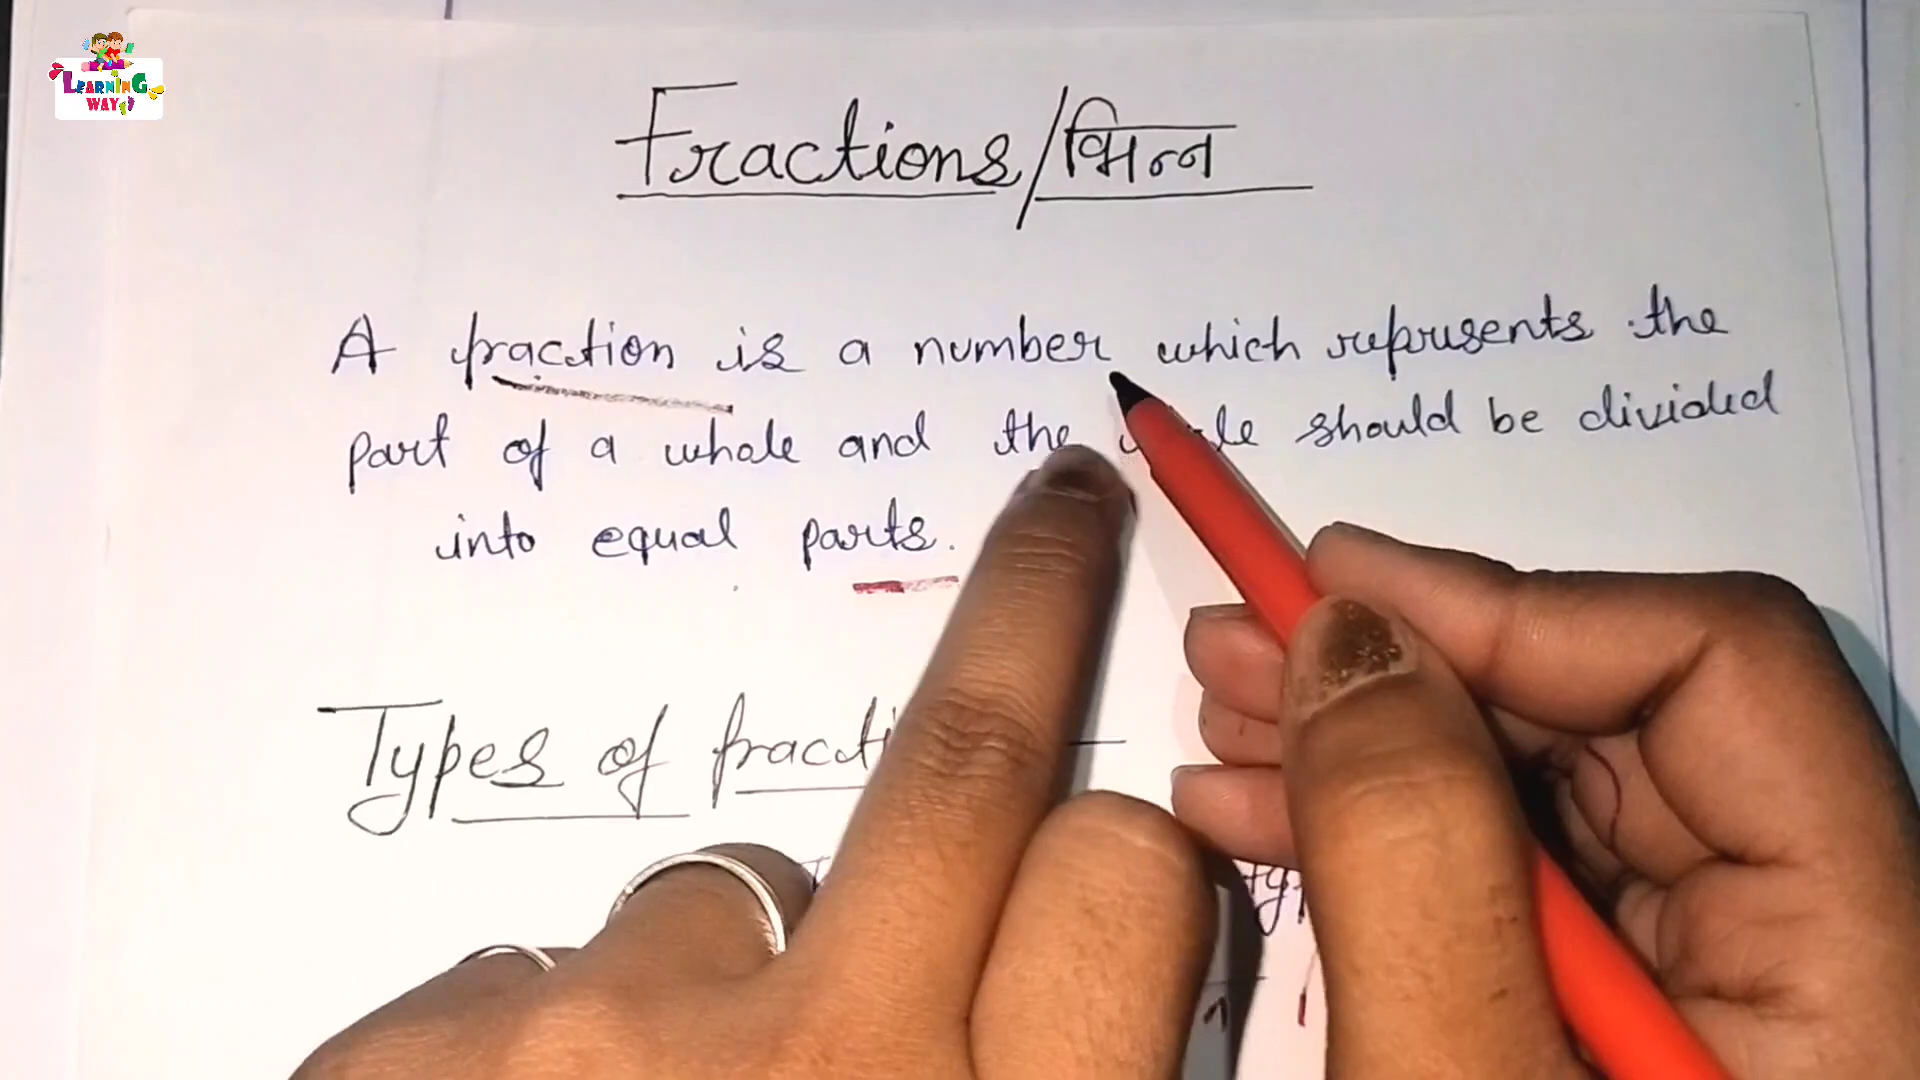 LEARNING
WAY
Fractions/भिन्न
A fraction is a number which represents the
part of a whole and the should be divided
into equal parts.
Types of